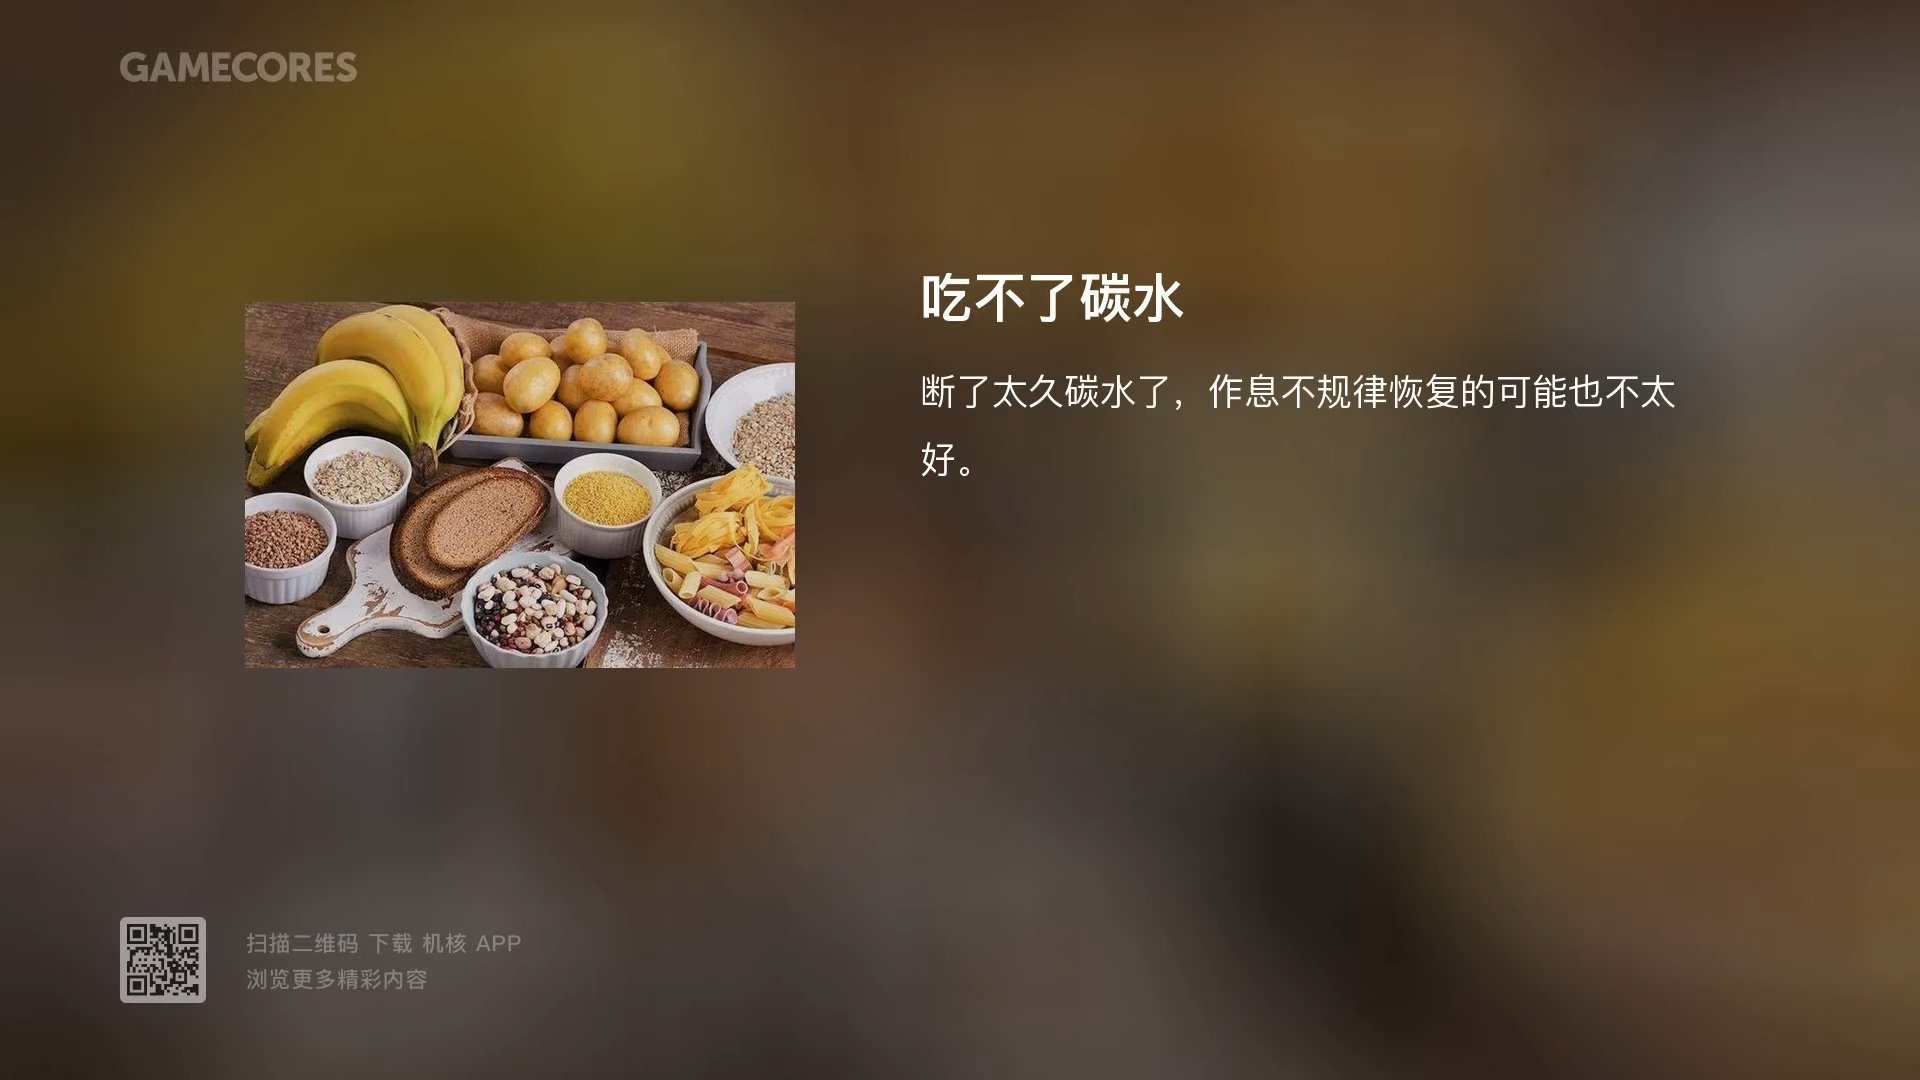 GAMECORES
吃不了碳水
断了太久碳水了，作息不规律恢复的可能也不太
好。
扫描二维码 下载 机核 APP
浏览更多精彩内容